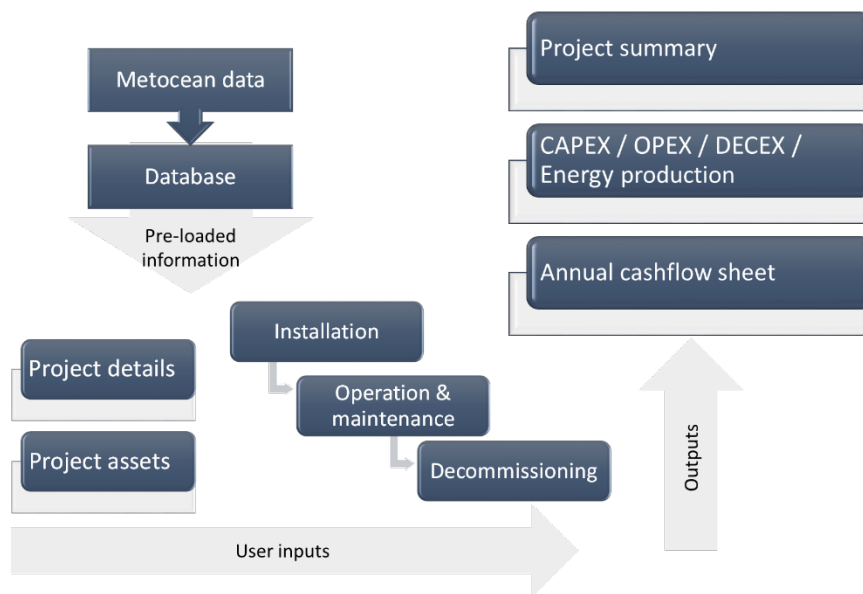 Metocean data
Database
Pre-loaded
information
Project details
Project assets
Installation
Operation &
maintenance
Decommissioning
User inputs
Project summary
CAPEX / OPEX / DECEX /
Energy production
Annual cashflow sheet
Outputs